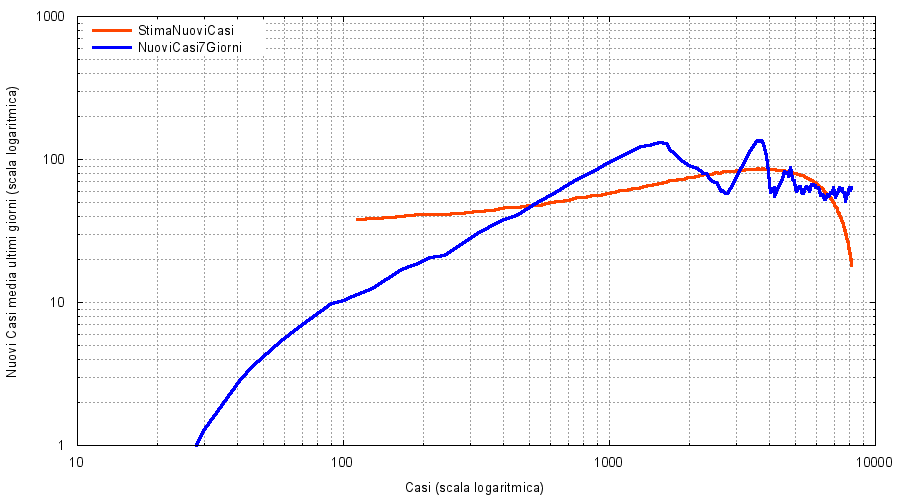 1000
StimaNuoviCasi
NuoviCasi7Giorni
100
Nuovi Casi media ultimi giorni (scala logaritmica)
10
1
10
100
1000
10000
Casi (scala logaritmica)